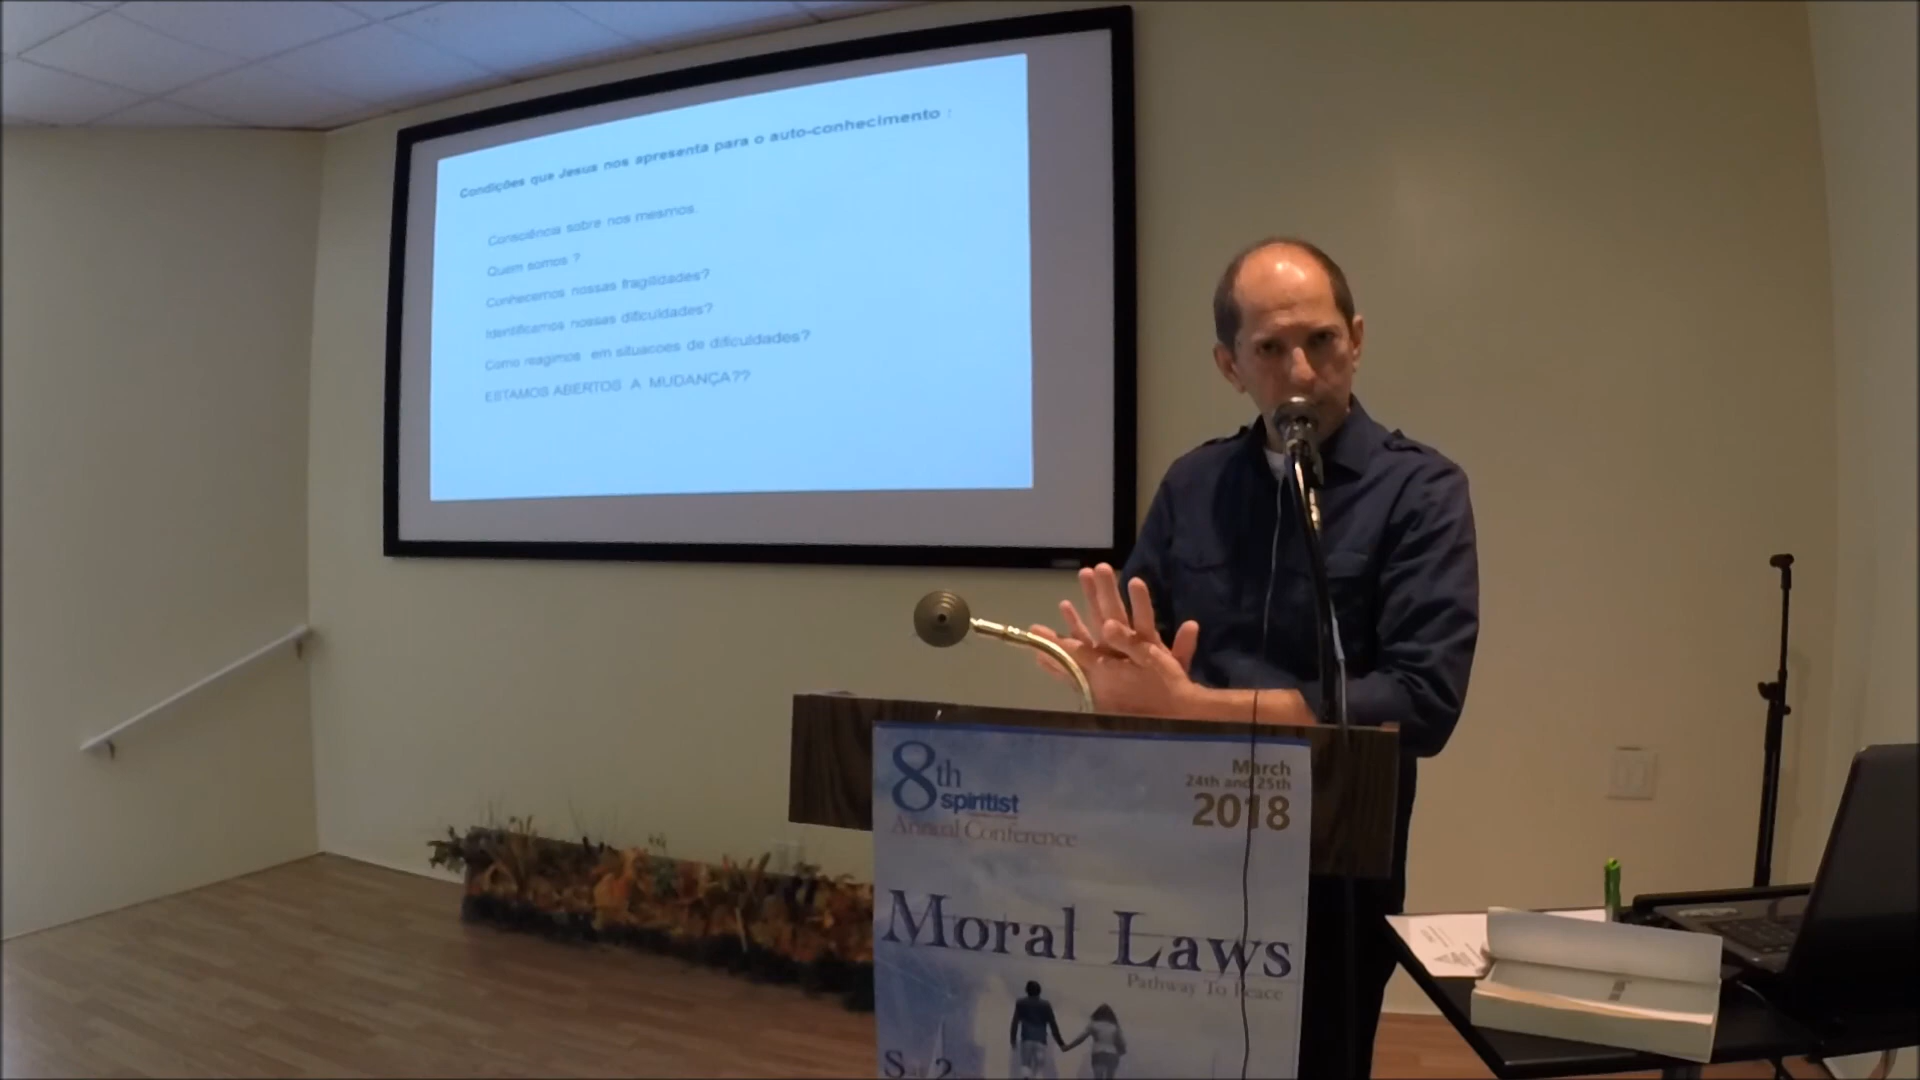 Condições que Jesus nos apresenta para o auto-conhecimento :
Consciência sobre nos mesmos.
Quem somos ?
Conhecemos nossas fragilidades?
Identificamos nossas dificuldades?
Como reagimos em situacoes de dificuldades?
ESTAMOS ABERTOS A MUDANÇA??
8th
spiritist
Annual Conference
March
24th and 25th
2018
Moral Laws
Pathway To Peace